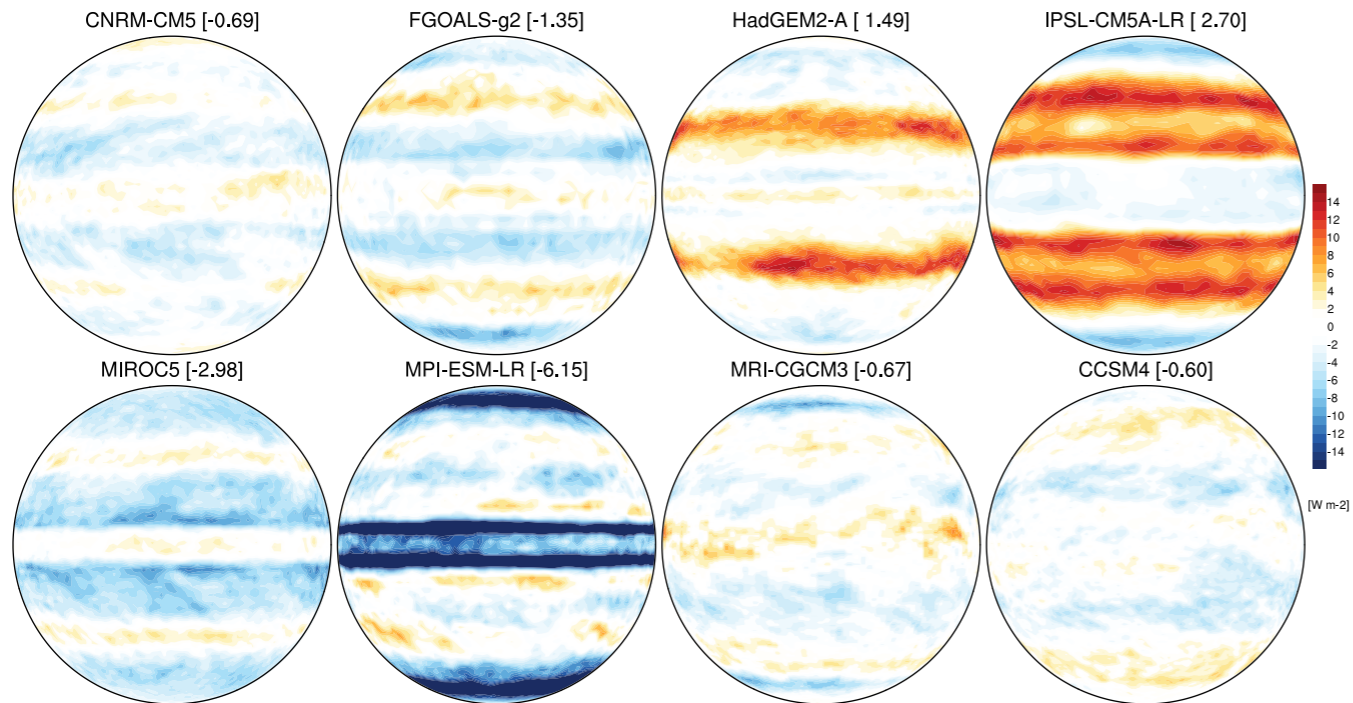 CNRM-CM5 [-0.69]
FGOALS-g2 [-1.35]
HadGEM2-A [ 1.49]
IPSL-CM5A-LR [ 2.70]
MIROC5 [-2.98]
MPI-ESM-LR [-6.15]
MRI-CGCM3 [-0.67]
CCSM4 [-0.60]
14
12
10
8
6
4
2
0
-2
-4
-6
-8
-10
-12
-14
[W m-2]